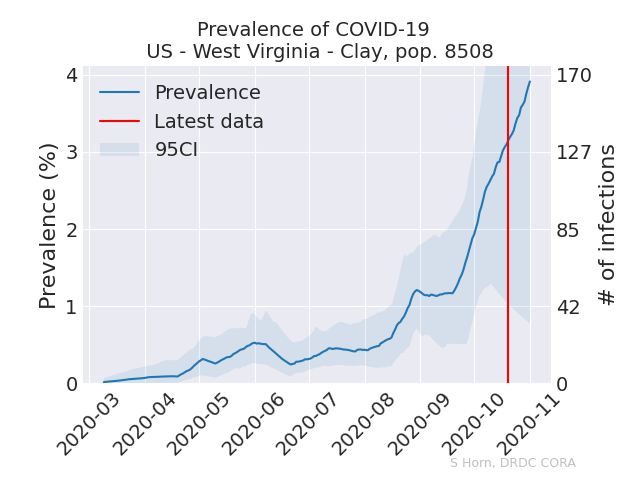 Prevalence of COVID-19
US - West Virginia - Clay, pop. 8508
Prevalence (%)
4
3
2
1
0
Prevalence
Latest data
95CI
170
127
85
42
0
# of infections
2020-03
2020-04
2020-05
2020-06
2020-07
2020-08
2020-09
2020-10
2020-11
S Horn, DRDC CORA